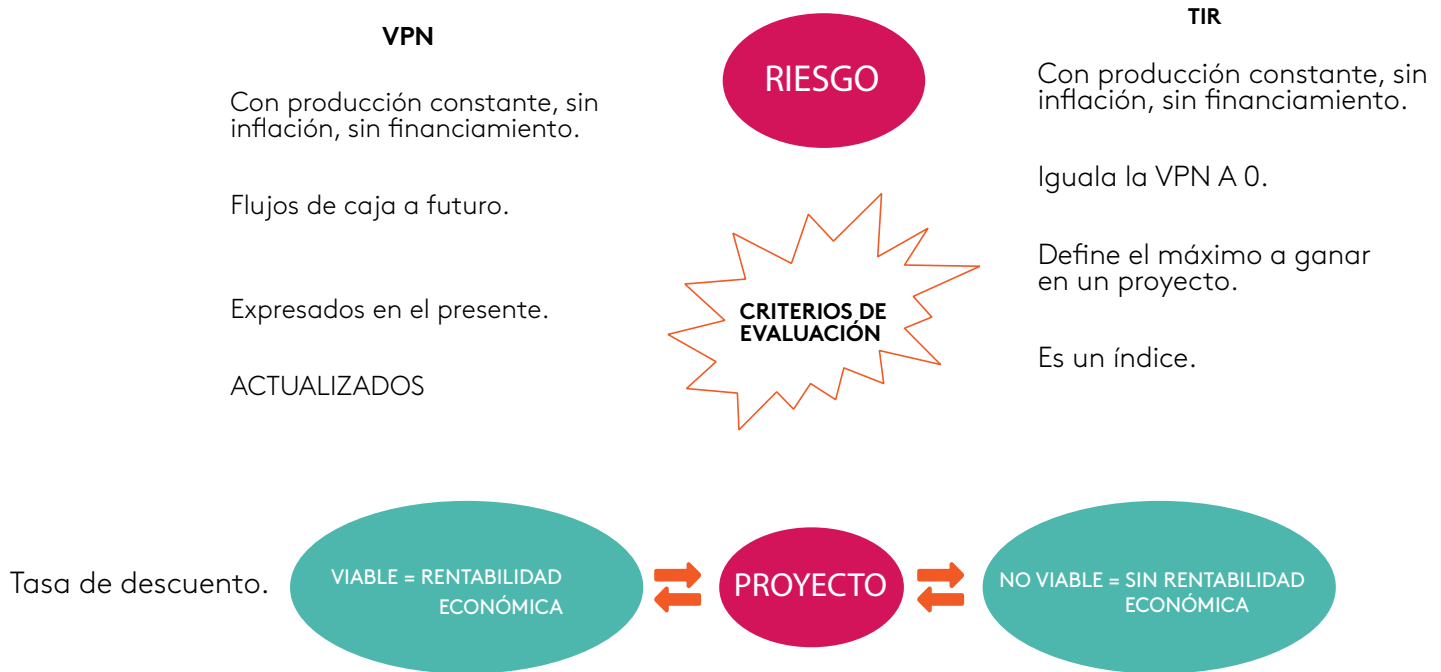 VPN
Con producción constante, sin
inflación, sin financiamiento.
Flujos de caja a futuro.
Expresados en el presente.
ACTUALIZADOS
RIESGO
CRITERIOS DE
EVALUACIÓN
TIR
Con producción constante, sin
inflación, sin financiamiento.
Iguala la VPN A 0.
Define el máximo a ganar
en un proyecto.
Es un índice.
Tasa de descuento.
VIABLE = RENTABILIDAD
ECONÓMICA
PROYECTO
NO VIABLE = SIN RENTABILIDAD
ECONÓMICA